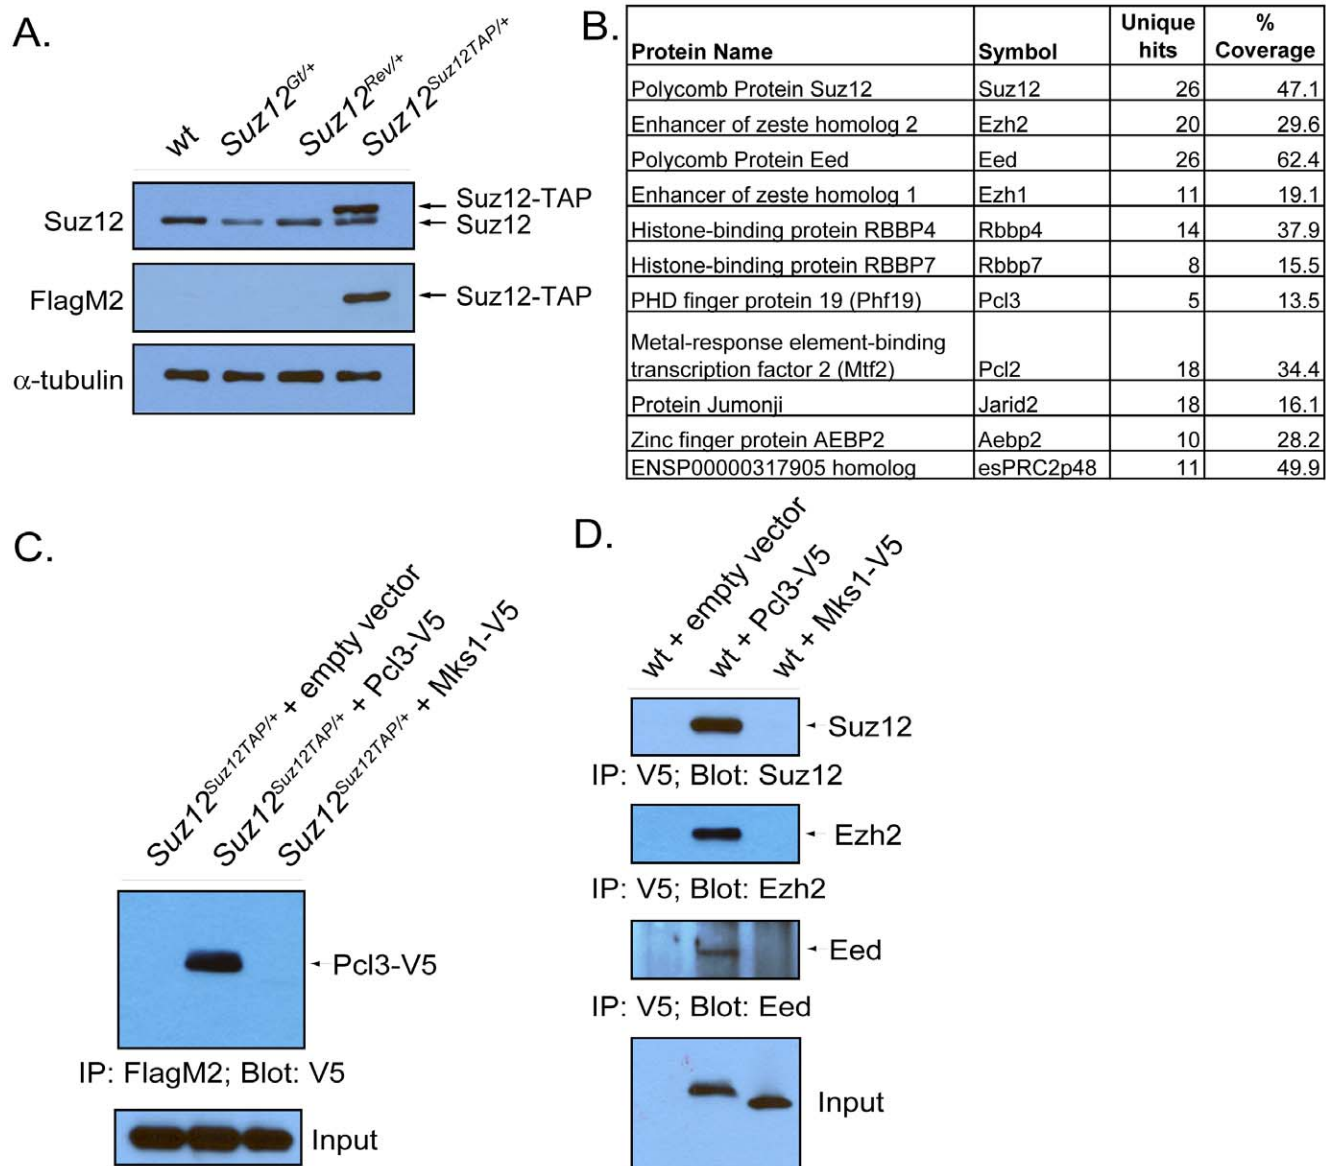 A.
wt
Suz12Gt/+
Suz12Rev/+
Suz12Suz12TAP/+
Suz12
Suz12-TAP
Suz12
FlagM2
Suz12-TAP
α-tubulin
B.
Protein Name Symbol Unique hits % Coverage
Polycomb Protein Suz12 Suz12 26 47.1
Enhancer of zeste homolog 2 Ezh2 20 29.6
Polycomb Protein Eed Eed 26 62.4
Enhancer of zeste homolog 1 Ezh1 11 19.1
Histone-binding protein RBBP4 Rbbp4 14 37.9
Histone-binding protein RBBP7 Rbbp7 8 15.5
PHD finger protein 19 (Phf19) Pcl3 5 13.5
Metal-response element-binding
transcription factor 2 (Mtf2) Pcl2 18 34.4
Protein Jumonji Jarid2 18 16.1
Zinc finger protein AEBP2 Aebp2 10 28.2
ENSP00000317905 homolog esPRC2p48 11 49.9
C.
Suz12Suz12TAP/+ + empty vector
Suz12Suz12TAP/+ + Pcl3-V5
Suz12Suz12TAP/+ + Mks1-V5
Pcl3-V5
IP: FlagM2; Blot: V5
Input
D.
wt + empty vector
wt + Pcl3-V5
wt + Mks1-V5
Suz12
IP: V5; Blot: Suz12
Ezh2
IP: V5; Blot: Ezh2
Eed
IP: V5; Blot: Eed
Input